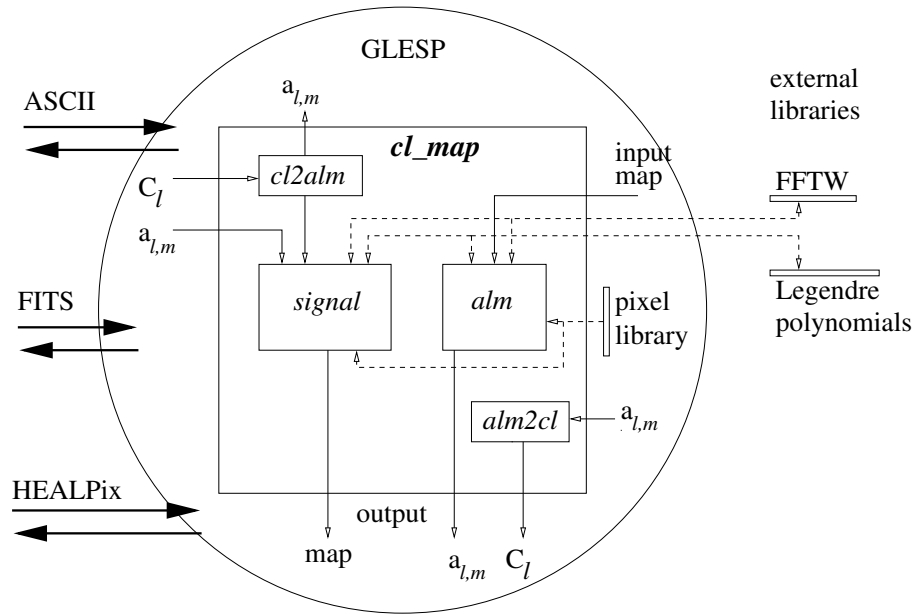 GLESP
ASCII
a_{l,m}
external
libraries
cl_map
input
map
cl2alm
C_l
FFTW
a_{l,m}
signal
alm
FITS
pixel
library
Legendre
polynomials
alm2cl
a_{l,m}
HEALPix
output
map
a_{l,m}
C_l